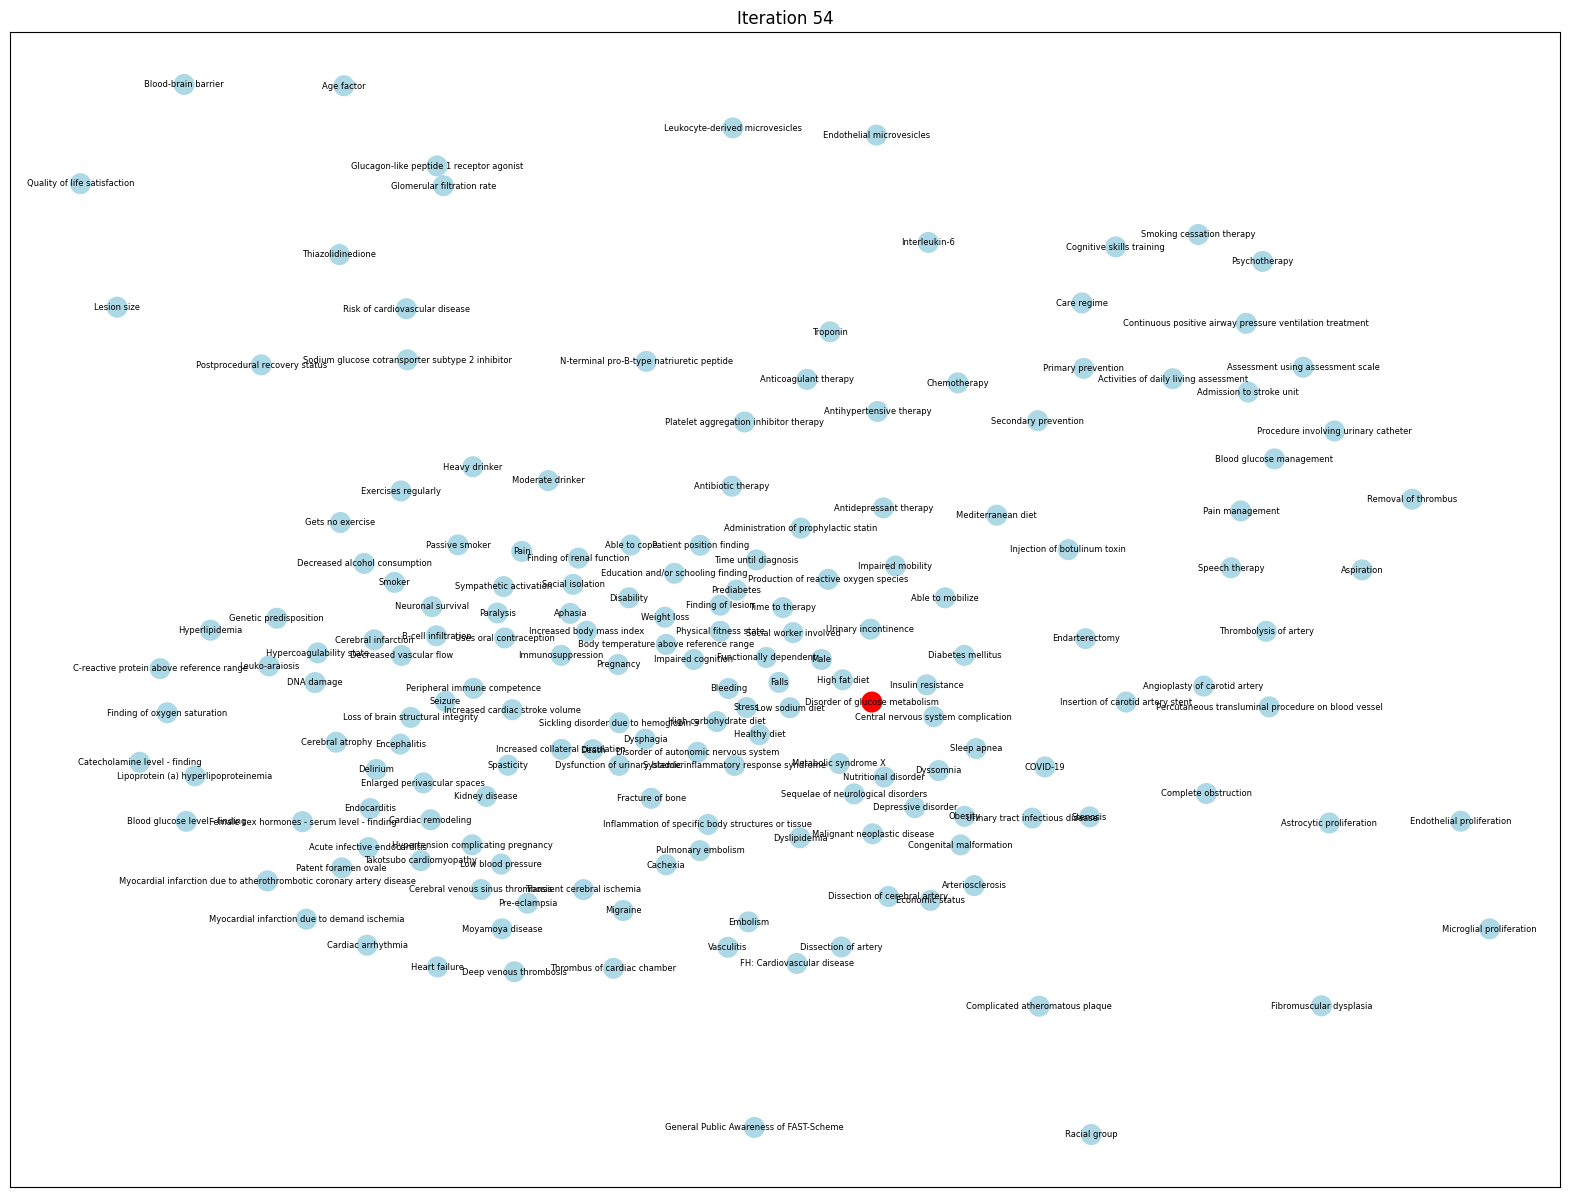 Iteration 54
Blood-brain barrier
Age factor
Leukocyte-derived microvesicles
Endothelial microvesicles
Glucagon-like peptide 1 receptor agonist
Quality of life satisfaction
Glomerular filtration rate
Smoking cessation therapy
Interleukin-6
Cognitive skills training
Thiazolidinedione
Psychotherapy
Care regime
Lesion size
Risk of cardiovascular disease
Continuous positive airway pressure ventilation treatment
Troponin
Sodium glucose cotransporter subtype 2 inhibitor
N-terminal pro-B-type natriuretic peptide
Postprocedural recovery status
Primary prevention
Assessment using assessment scale
Anticoagulant therapy
Activities of daily living assessment
Chemotherapy
Admission to stroke unit
Antihypertensive therapy
Platelet aggregation inhibitor therapy
Secondary prevention
Procedure involving urinary catheter
Blood glucose management
Heavy drinker
Moderate drinker
Antibiotic therapy
Exercises regularly
Removal of thrombus
Antidepressant therapy
Pain management
Mediterranean diet
Gets no exercise
Administration of prophylactic statin
Passive smoker
Able to cope
Patient position finding
Pain
Injection of botulinum toxin
Finding of renal function
Time until diagnosis
Decreased alcohol consumption
Impaired mobility
Speech therapy
Aspiration
Education and/or schooling finding
Production of reactive oxygen species
Smoker
Sympathetic activation
Social isolation
Prediabetes
Disability
Able to mobilize
Neuronal survival
Finding of lesion
Time to therapy
Paralysis
Aphasia
Weight loss
Genetic predisposition
Hyperlipidemia
Increased body mass index
Physical fitness state
Social worker involved
Urinary incontinence
Thrombolysis of artery
Cerebral infarction
B-cell infiltration
Uses oral contraception
Endarterectomy
Body temperature above reference range
Hypercoagulability state
Decreased vascular flow
Immunosuppression
Impaired cognition
Functionally dependent
Male
Diabetes mellitus
C-reactive protein above reference range
Leuko-araiosis
Pregnancy
DNA damage
High fat diet
Peripheral immune competence
Bleeding
Falls
Insulin resistance
Angioplasty of carotid artery
Seizure
Disorder of glucose metabolism
Insertion of carotid artery stent
Increased cardiac stroke volume
Stress
Low sodium diet
Percutaneous transluminal procedure on blood vessel
Finding of oxygen saturation
Loss of brain structural integrity
Central nervous system complication
Sickling disorder due to hemoglobin S
High carbohydrate diet
Healthy diet
Cerebral atrophy
Encephalitis
Dysphagia
Increased collateral circulation
Death
Disorder of autonomic nervous system
Sleep apnea
Catecholamine level - finding
Spasticity
Dysfunction of urinary bladder
Systemic inflammatory response syndrome
Metabolic syndrome X
COVID-19
Delirium
Dyssomnia
Lipoprotein (a) hyperlipoproteinemia
Nutritional disorder
Enlarged perivascular spaces
Kidney disease
Fracture of bone
Sequelae of neurological disorders
Complete obstruction
Endocarditis
Depressive disorder
Blood glucose level - finding
Female sex hormones - serum level - finding
Cardiac remodeling
Inflammation of specific body structures or tissue
Obesity
Urinary tract infectious disease
Stenosis
Astrocytic proliferation
Endothelial proliferation
Malignant neoplastic disease
Dyslipidemia
Acute infective endocarditis
Hypertension complicating pregnancy
Congenital malformation
Pulmonary embolism
Takotsubo cardiomyopathy
Low blood pressure
Cachexia
Patent foramen ovale
Myocardial infarction due to atherothrombotic coronary artery disease
Arteriosclerosis
Cerebral venous sinus thrombosis
Transient cerebral ischemia
Dissection of cerebral artery
Economic status
Pre-eclampsia
Migraine
Myocardial infarction due to demand ischemia
Embolism
Moyamoya disease
Microglial proliferation
Cardiac arrhythmia
Vasculitis
Dissection of artery
FH: Cardiovascular disease
Heart failure
Deep venous thrombosis
Thrombus of cardiac chamber
Complicated atheromatous plaque
Fibromuscular dysplasia
General Public Awareness of FAST-Scheme
Racial group